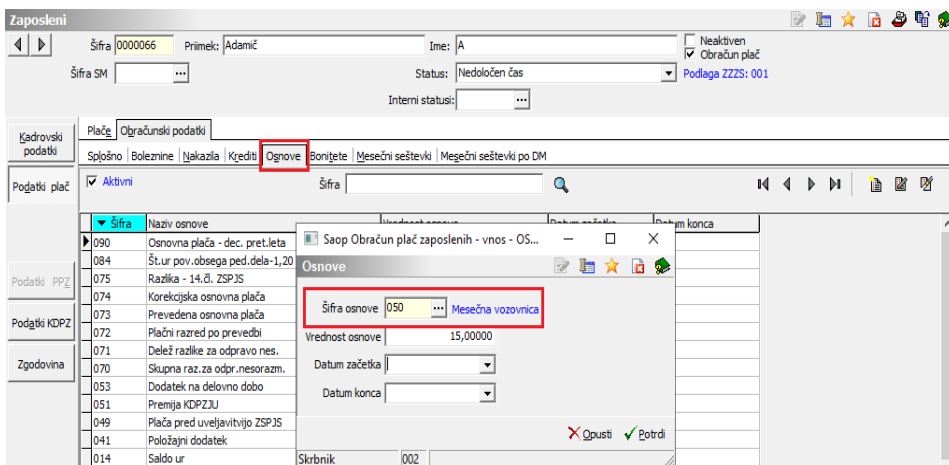 Zaposleni
Šifra 0000066 Priimek: Adamič Ime: A Neaktiven
Obračun plač
Šifra SM ... Status: Nedoločen čas Podlaga ZZZS: 001
Interni statusi: ...
Kadrovski podatki
Podatki plač
Podatki PPZ
Podatki KDPZ
Zgodovina
Plače Obračunski podatki
Splošno Boleznine Nakazila Krediti Osnove Bonitete Mesečni seštevki Mesečni seštevki po DM
Aktivni Šifra
Šifra Naziv osnove Vrednost osnove Datum začetka Datum konca
090 Osnovna plača - dec. pret.leta
084 Št.ur pov.obsega ped.dela-1,20
075 Razlika - 14.čl. ZSPJS
074 Korekcijska osnovna plača
073 Prevedena osnovna plača
072 Plačni razred po prevedbi
071 Delež razlike za odpravo nes.
070 Skupna raz.za odpr.nesorazm.
053 Dodatek na delovno dobo
051 Premija KDPZJU
049 Plača pred uveljavitvijo ZSPJS
041 Položajni dodatek
014 Saldo ur
Saop Obračun plač zaposlenih - vnos - OS...
Osnove
Šifra osnove 050 ... Mesečna vozovnica
Vrednost osnove 15,00000
Datum začetka
Datum konca
Opusti Potrdi
Skrbnik 002